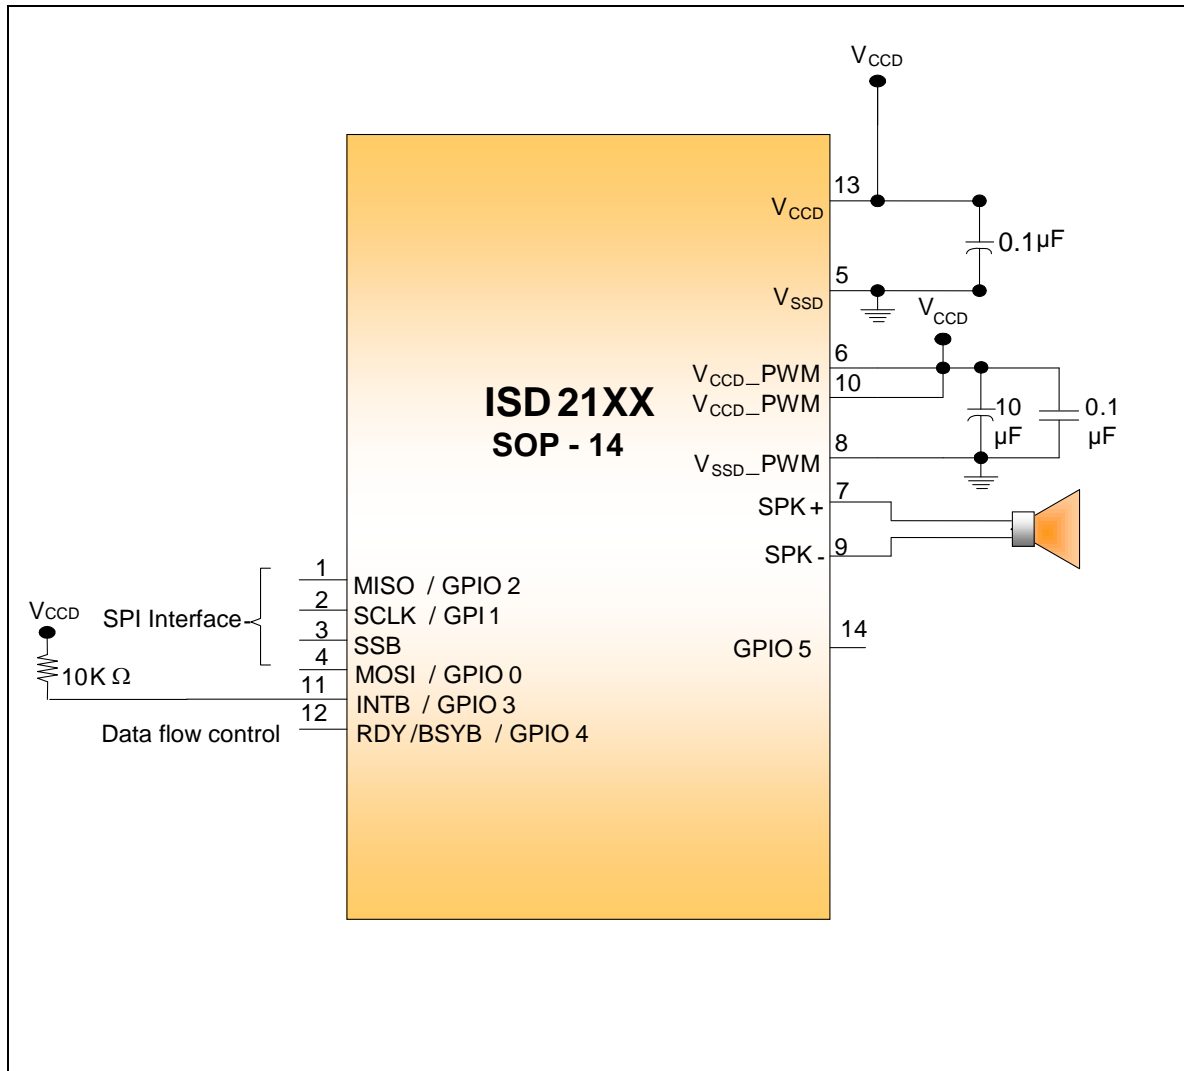 VCCD
13
VCCD
0.1µF
5
VSSD
VCCD
6
VCCD_PWM
10
VCCD_PWM
10
µF
0.1
µF
ISD 21XX
SOP - 14
8
VSSD_PWM
7
SPK +
SPK - 9
1
MISO / GPIO 2
2
SCLK / GPI 1
3
SSB
4
MOSI / GPIO 0
11
INTB / GPIO 3
12
RDY /BSYB / GPIO 4
SPI Interface
VCCD
10K Ω
Data flow control
14
GPIO 5